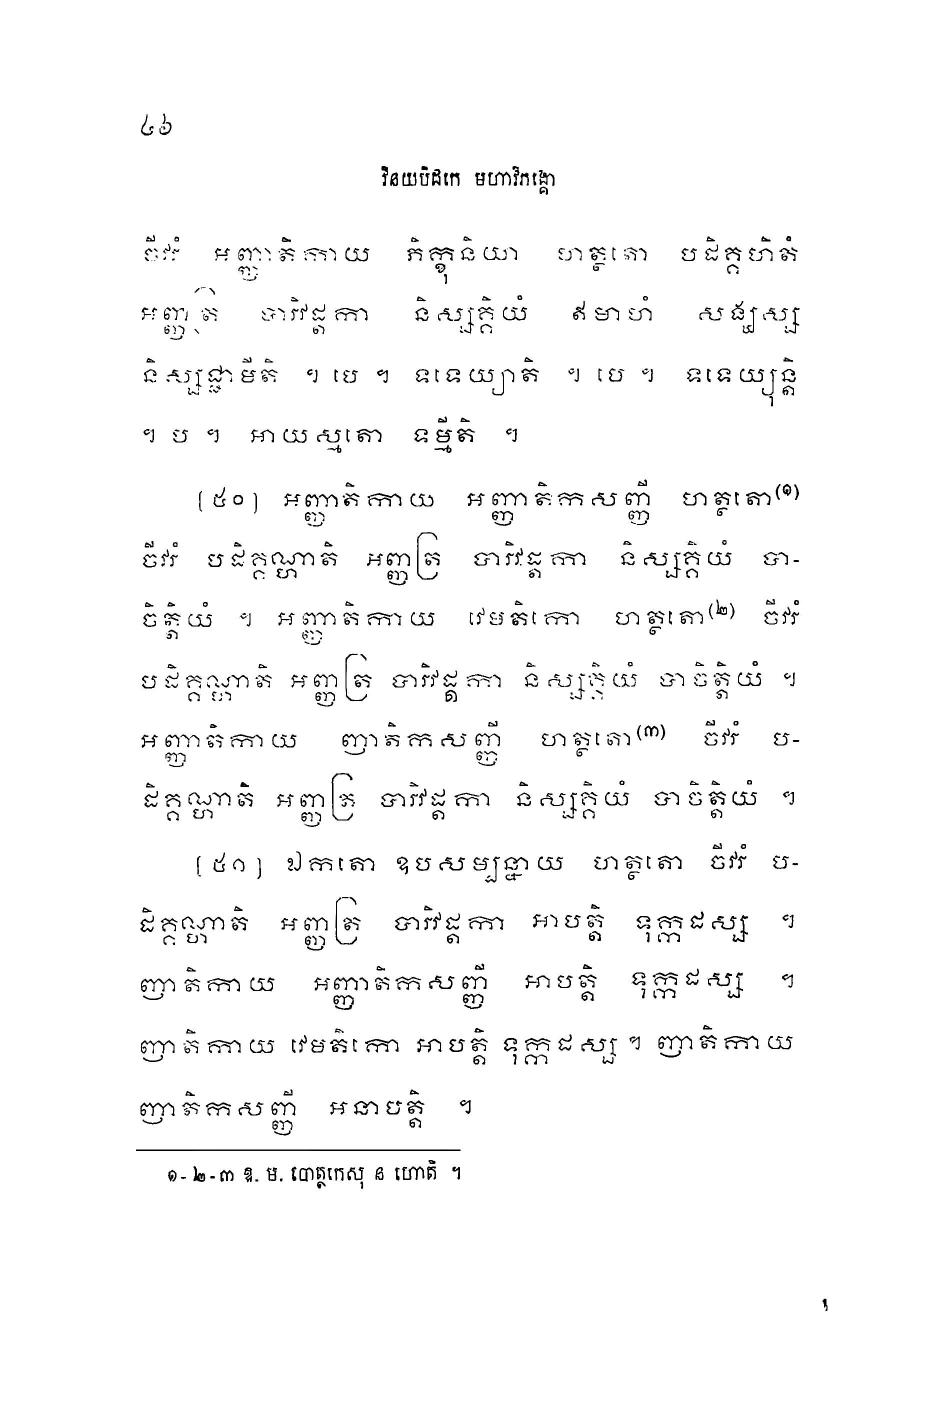 ៤៦
វិនយបិដកេ មហាវិភង្គោ
ចីវរំ អញ្ញាតិកាយ ភិក្ខុនិយា ហត្ថតោ បដិគ្គហិតំ
អញ្ញត្រ បារិវដ្ដកា និស្សគ្គិយំ ឥមាហំ សង្ឃស្ស
និស្សជ្ជាមីតិ ។ បេ ។ ទទេយ្យាតិ ។ បេ ។ ទទេយ្យុន្តិ
។ ប ។ អាយស្មតោ ទម្មីតិ ។
[៥០] អញ្ញាតិកាយ អញ្ញាតិកសញ្ញី ហត្ថតោ(១)
ចីវរំ បដិគ្គណ្ហាតិ អញ្ញត្រ បារិវដ្ដកា និស្សគ្គិយំ បា-
ចិត្តិយំ ។ អញ្ញាតិកាយ វេមតិកោ ហត្ថតោ(២) ចីវរំ
បដិគ្គណ្ហាតិ អញ្ញត្រ បារិវដ្ដកា និស្សគ្គិយំ បាចិត្តិយំ ។
អញ្ញាតិកាយ ញាតិកសញ្ញី ហត្ថតោ(៣) ចីវរំ ប-
ដិគ្គណ្ហាតិ អញ្ញត្រ បារិវដ្ដកា និស្សគ្គិយំ បាចិត្តិយំ ។
[៥១] ឯកតោ ឧបសម្បន្នាយ ហត្ថតោ ចីវរំ ប-
ដិគ្គណ្ហាតិ អញ្ញត្រ បារិវដ្ដកា អាបត្តិ ទុក្កដស្ស ។
ញាតិកាយ អញ្ញាតិកសញ្ញី អាបត្តិ ទុក្កដស្ស ។
ញាតិកាយ វេមតិកោ អាបត្តិ ទុក្កដស្ស ។ ញាតិកាយ
ញាតិកសញ្ញី អនាបត្តិ ។
១-២-៣ ឱ. ម. បោត្ថកេសុ ន ហោតិ ។